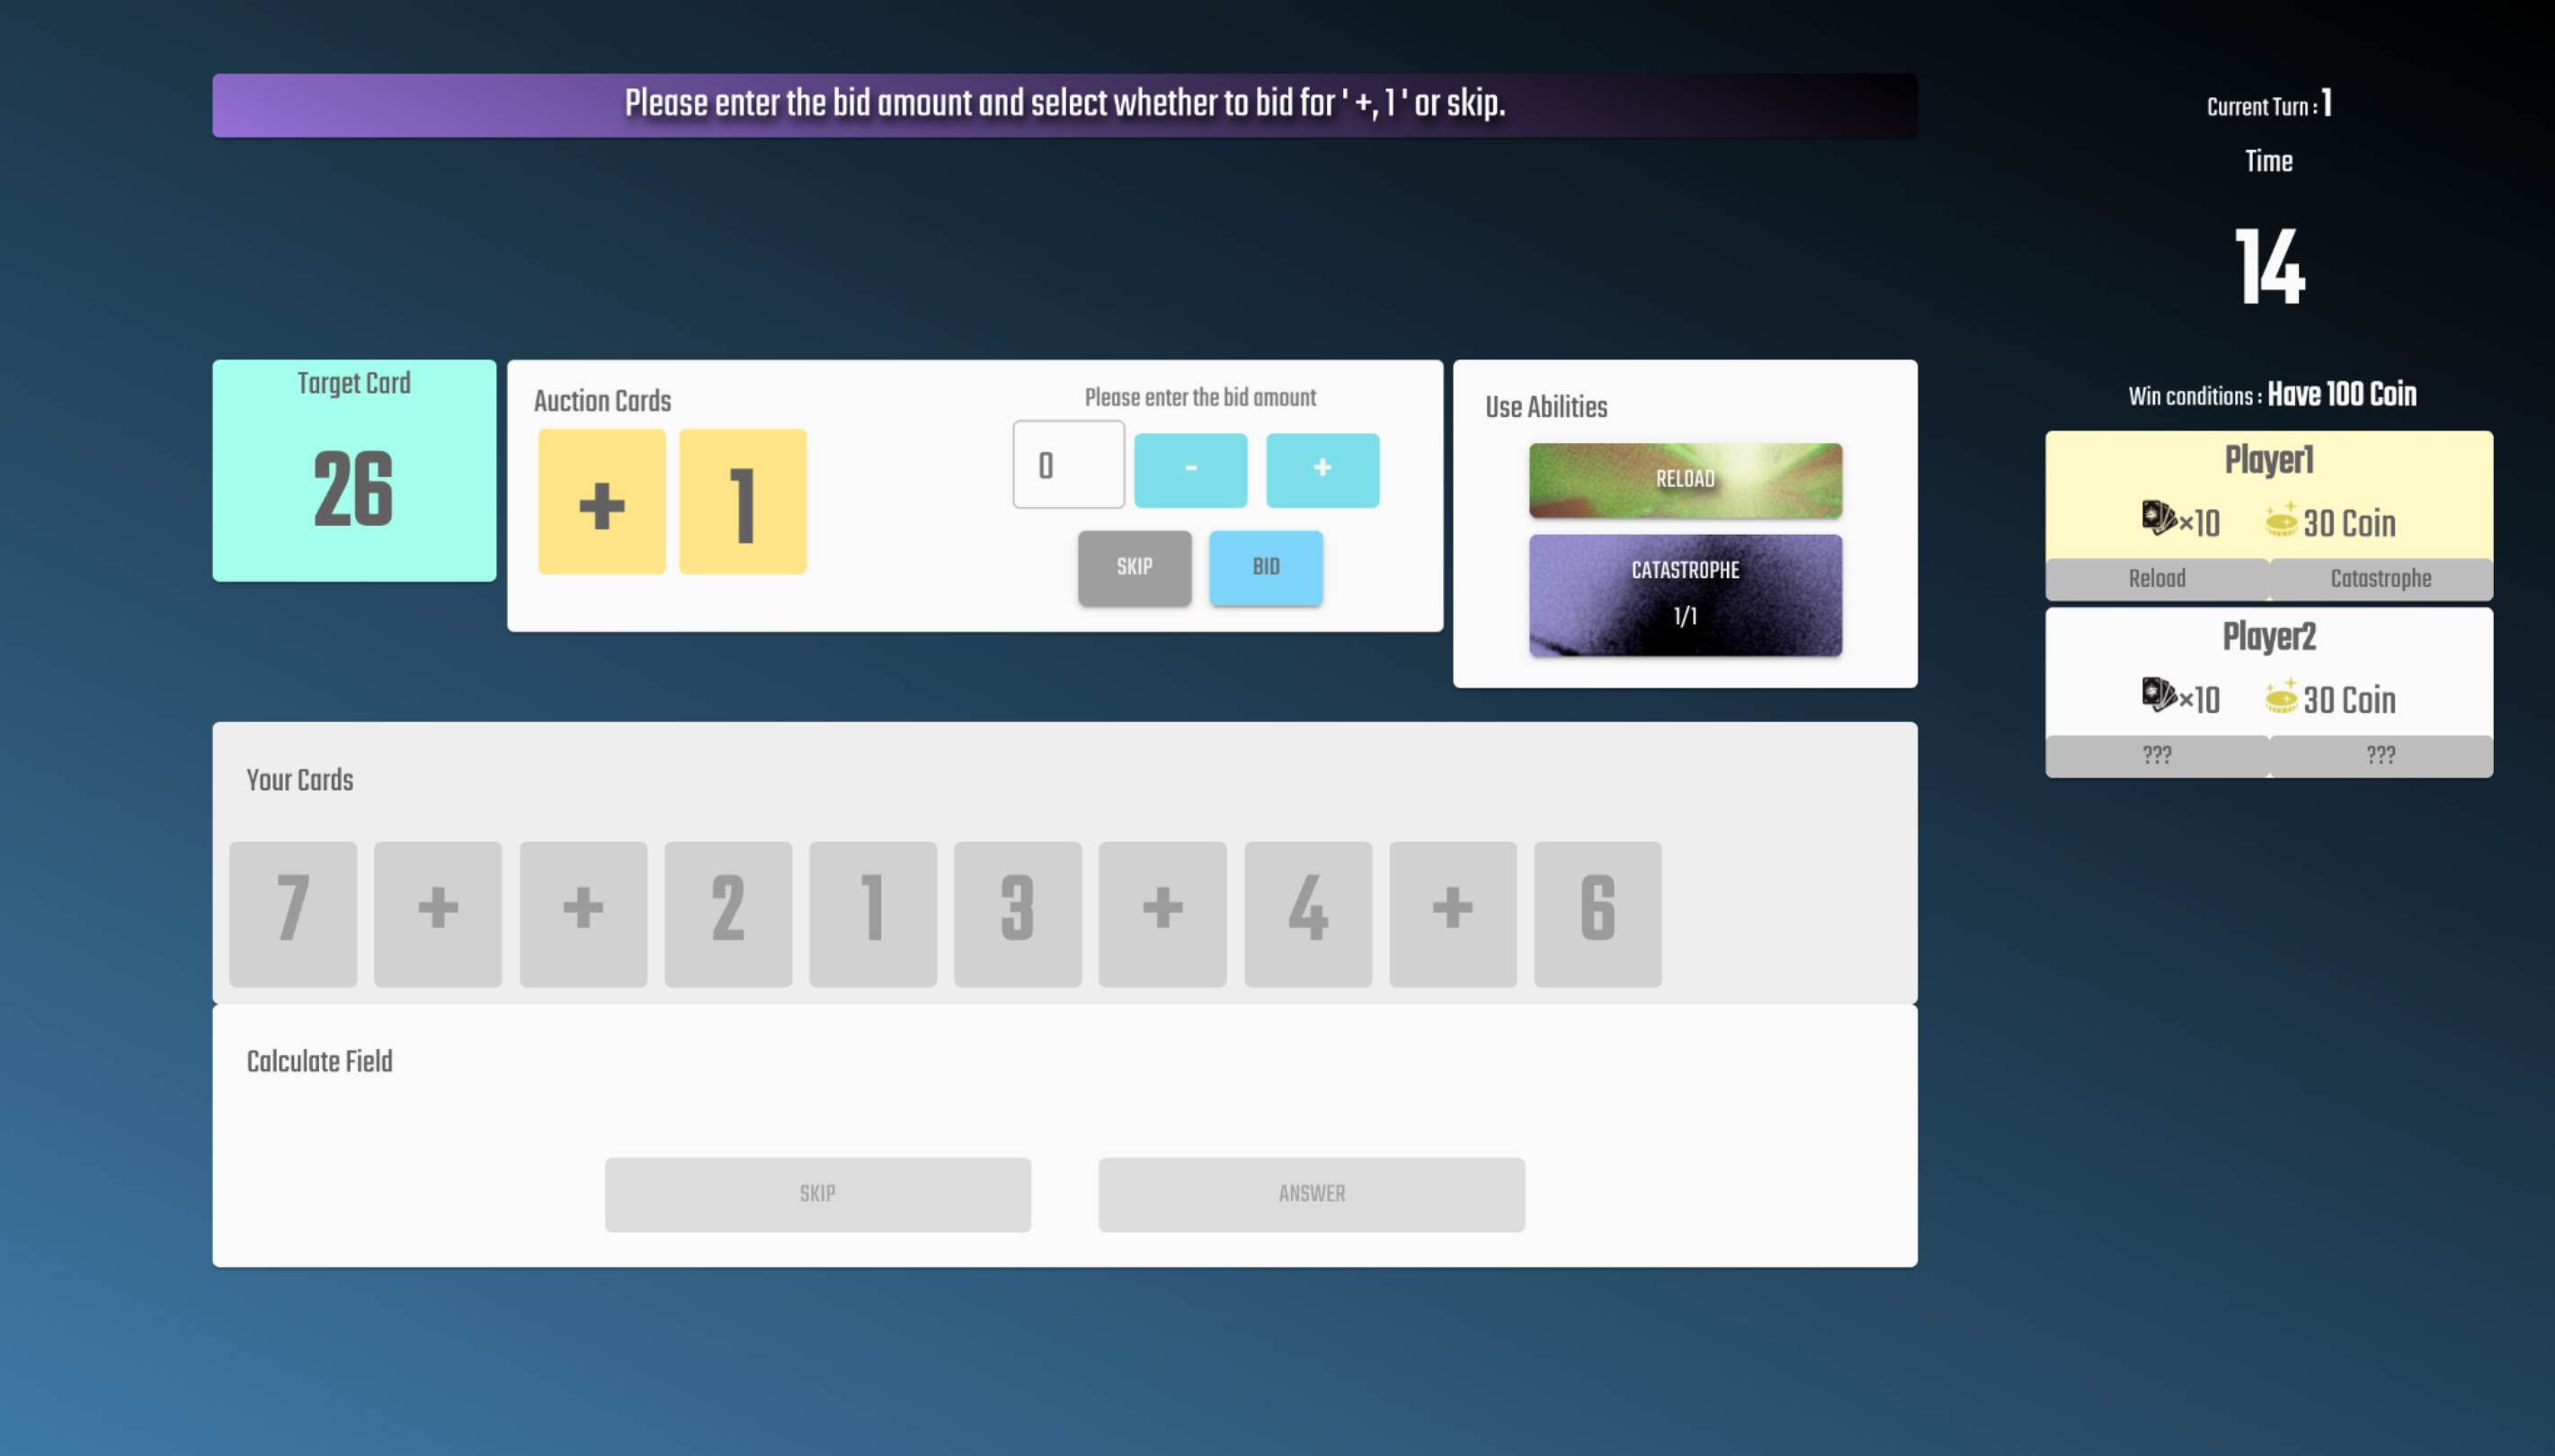 Please enter the bid amount and select whether to bid for ' +, 1 ' or skip.
Current Turn : 1
Time
14
Target Card
26
Auction Cards
+ 1
Please enter the bid amount
0 - +
SKIP BID
Use Abilities
RELOAD
CATASTROPHE
1/1
Win conditions : Have 100 Coin
Player1
×10 30 Coin
Reload Catastrophe
Player2
×10 30 Coin
??? ???
Your Cards
7 + + 2 1 3 + 4 + 6
Calculate Field
SKIP ANSWER